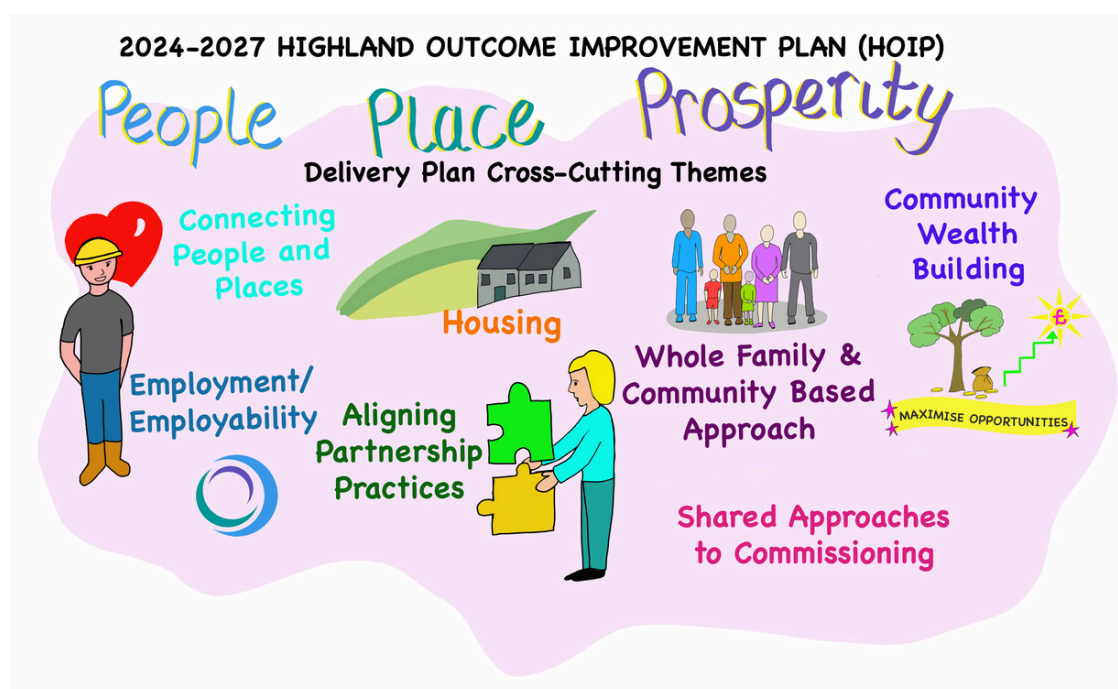 2024-2027 HIGHLAND OUTCOME IMPROVEMENT PLAN (HOIP)
People
Place
Prosperity
Delivery Plan Cross-Cutting Themes
Connecting
People and
Places
Housing
Community
Wealth
Building
£
MAXIMISE OPPORTUNITIES
Employment/
Employability
Aligning
Partnership
Practices
Whole Family &
Community Based
Approach
Shared Approaches
to Commissioning